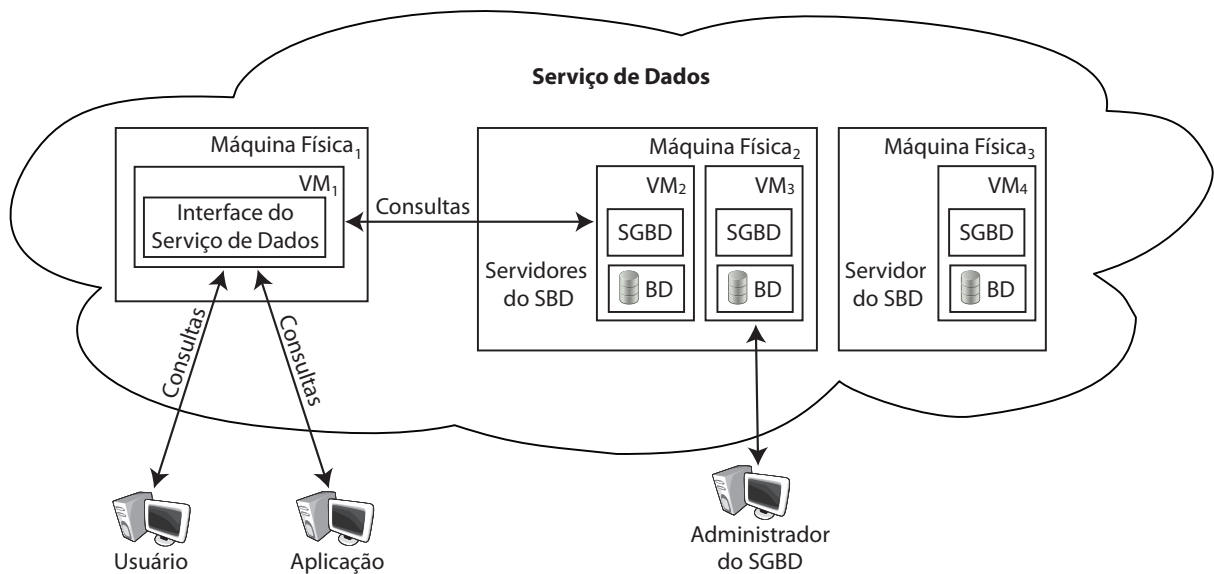 Serviço de Dados
Máquina Física1
VM1
Interface do
Serviço de Dados
Consultas
Máquina Física2
VM2
SGBD
BD
VM3
SGBD
BD
Servidores
do SBD
Máquina Física3
VM4
SGBD
BD
Servidor
do SBD
Consultas
Consultas
Usuário
Aplicação
Administrador
do SGBD